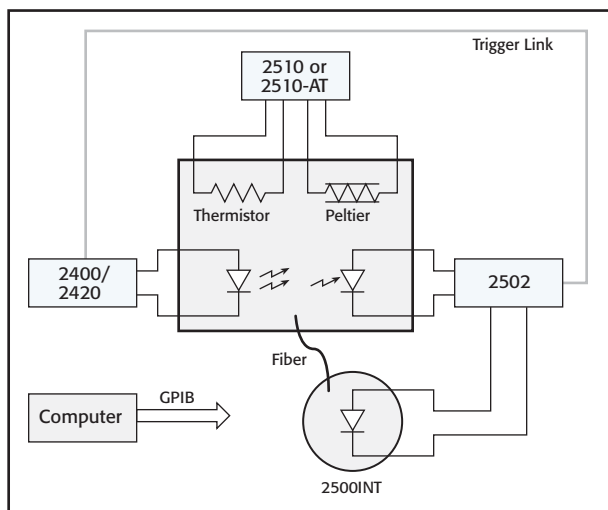 Trigger Link
2510 or
2510-AT
Thermistor
Peltier
2400/
2420
2502
Fiber
Computer
GPIB
2500INT